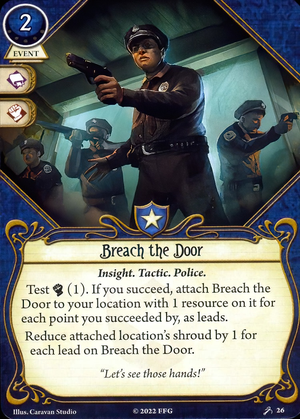 2
EVENT
Breach the Door
Insight. Tactic. Police.
Test (1). If you succeed, attach Breach the
Door to your location with 1 resource on it for
each point you succeeded by, as leads.
Reduce attached location's shroud by 1 for
each lead on Breach the Door.
"Let's see those hands!"
Illus. Caravan Studio
© 2022 FFG
26